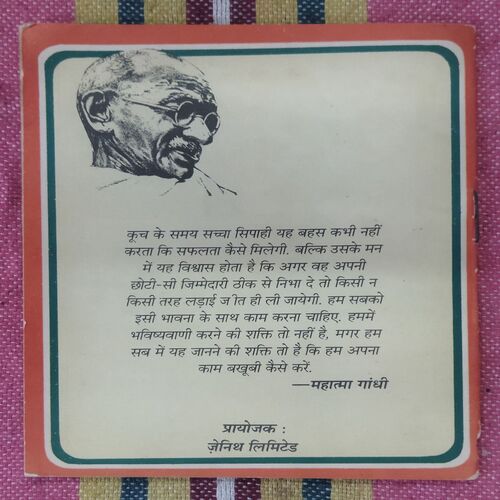 कूच के समय सच्चा सिपाही यह बहस कभी नहीं
करता कि सफलता कैसे मिलेगी. बल्कि उसके मन
में यह विश्वास होता है कि अगर वह अपनी
छोटी-सी जिम्मेदारी ठीक से निभा दे तो किसी न
किसी तरह लड़ाई जीत ही ली जायेगी. हम सबको
इसी भावना के साथ काम करना चाहिए. हममें
भविष्यवाणी करने की शक्ति तो नहीं है, मगर हम
सब में यह जानने की शक्ति तो है कि हम अपना
काम बखूबी कैसे करें.
—महात्मा गांधी
प्रायोजक :
ज़ेनिथ लिमिटेड